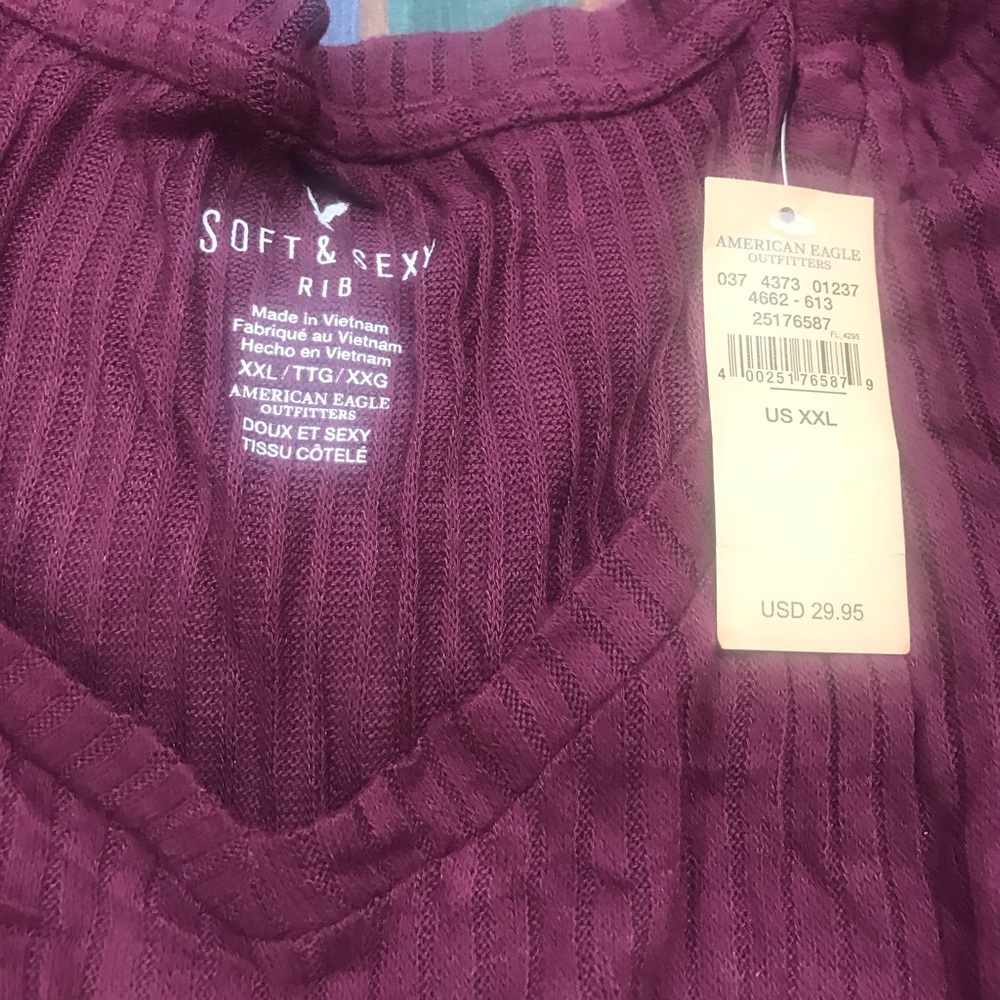 SOFT & SEXY
RIB
Made in Vietnam
Fabriqué au Vietnam
Hecho en Vietnam
XXL / TTG / XXG
AMERICAN EAGLE
OUTFITTERS
DOUX ET SEXY
TISSU CÔTELÉ
AMERICAN EAGLE
OUTFITTERS
037 4373 01237
4662 - 613
25176587
FL: 4295
4 00251 76587 9
US XXL
USD 29.95